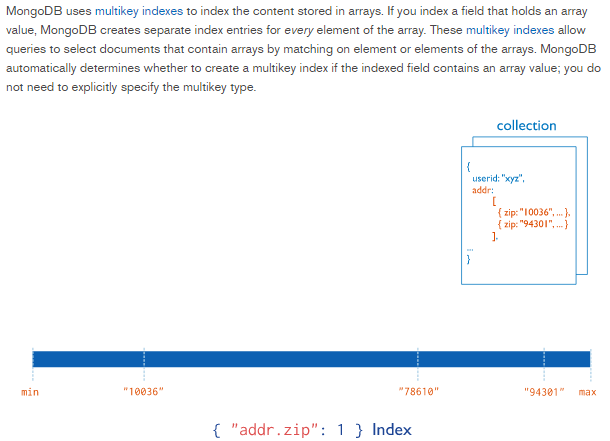 MongoDB uses multikey indexes to index the content stored in arrays. If you index a field that holds an array
value, MongoDB creates separate index entries for every element of the array. These multikey indexes allow
queries to select documents that contain arrays by matching on element or elements of the arrays. MongoDB
automatically determines whether to create a multikey index if the indexed field contains an array value; you do
not need to explicitly specify the multikey type.
collection
{
userid: "xyz",
addr:
[
{ zip: "10036", ... },
{ zip: "94301", ... }
],
...
}
min "10036" "78610" "94301" max
{ "addr.zip": 1 } Index